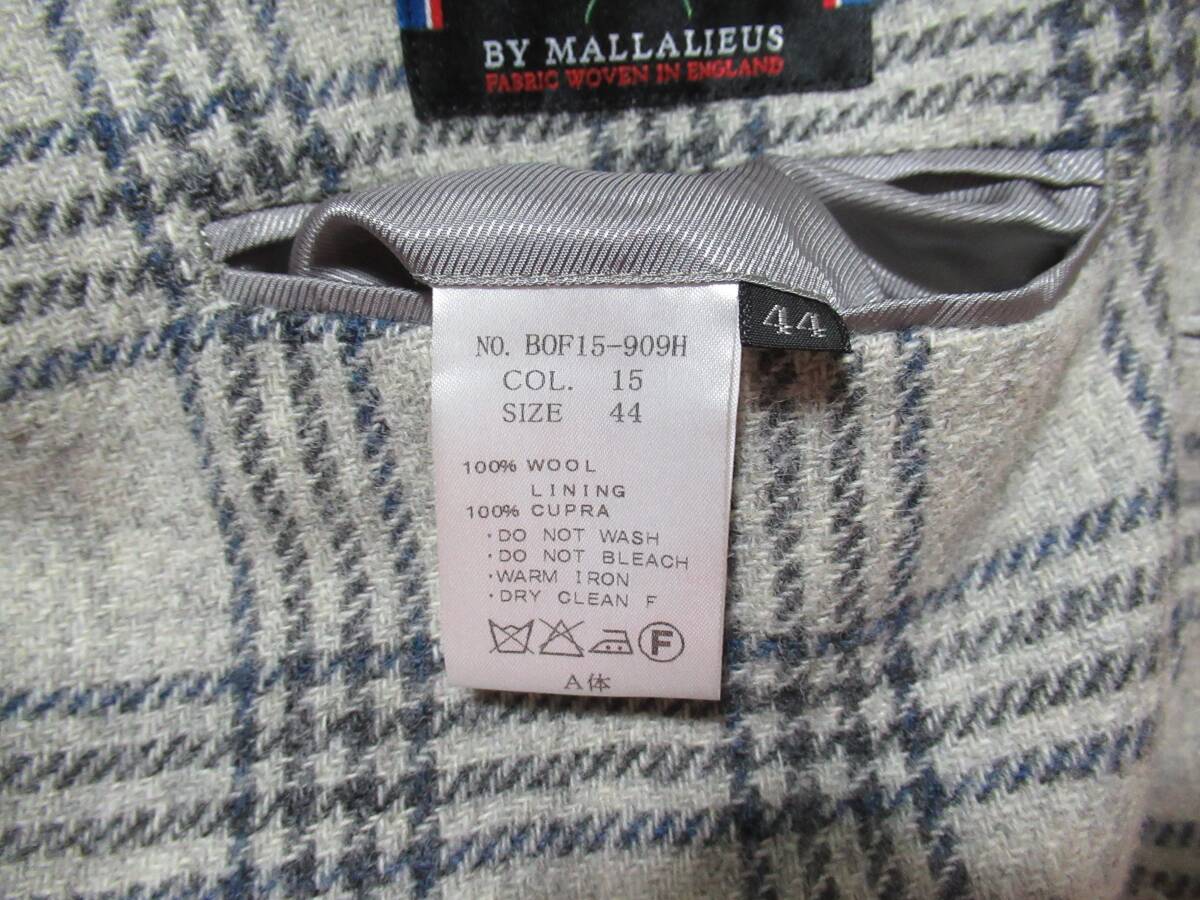 BY MALLALIEUS
FABRIC WOVEN IN ENGLAND
44
NO. BOF15-909H
COL. 15
SIZE 44
100% WOOL
LINING
100% CUPRA
・DO NOT WASH
・DO NOT BLEACH
・WARM IRON
・DRY CLEAN F
F
A体